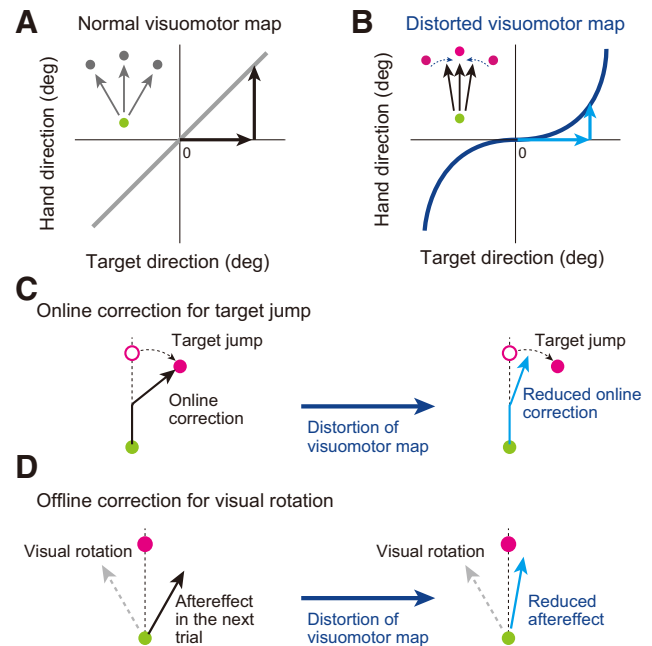 A
Normal visuomotor map
Hand direction (deg)
0
Target direction (deg)
B
Distorted visuomotor map
Hand direction (deg)
0
Target direction (deg)
C
Online correction for target jump
Target jump
Online
correction
Distortion of
visuomotor map
Target jump
Reduced online
correction
D
Offline correction for visual rotation
Visual rotation
Aftereffect
in the next
trial
Distortion of
visuomotor map
Visual rotation
Reduced
aftereffect